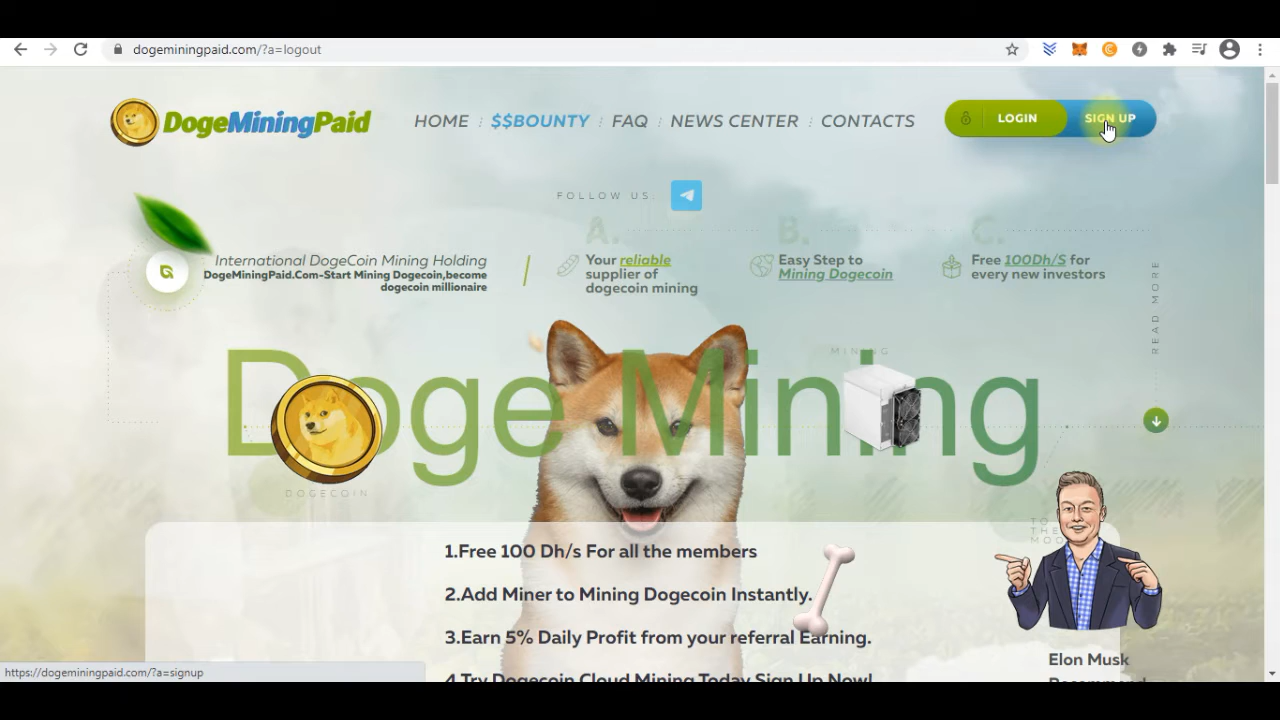 dogeminingpaid.com/?a=logout
DogeMiningPaid
HOME : $$BOUNTY : FAQ : NEWS CENTER : CONTACTS
LOGIN
SIGN UP
FOLLOW US:
A.
B.
C.
International DogeCoin Mining Holding
DogeMiningPaid.Com-Start Mining Dogecoin,become
dogecoin millionaire
Your reliable
supplier of
dogecoin mining
Easy Step to
Mining Dogecoin
Free 100Dh/S for
every new investors
READ MORE
Doge Mining
MINING
DOGECOIN
TO
THE
MOO
1.Free 100 Dh/s For all the members
2.Add Miner to Mining Dogecoin Instantly.
3.Earn 5% Daily Profit from your referral Earning.
4.Try Dogecoin Cloud Mining Today Sign Up Now!
Elon Musk
Recommend
https://dogeminingpaid.com/?a=signup